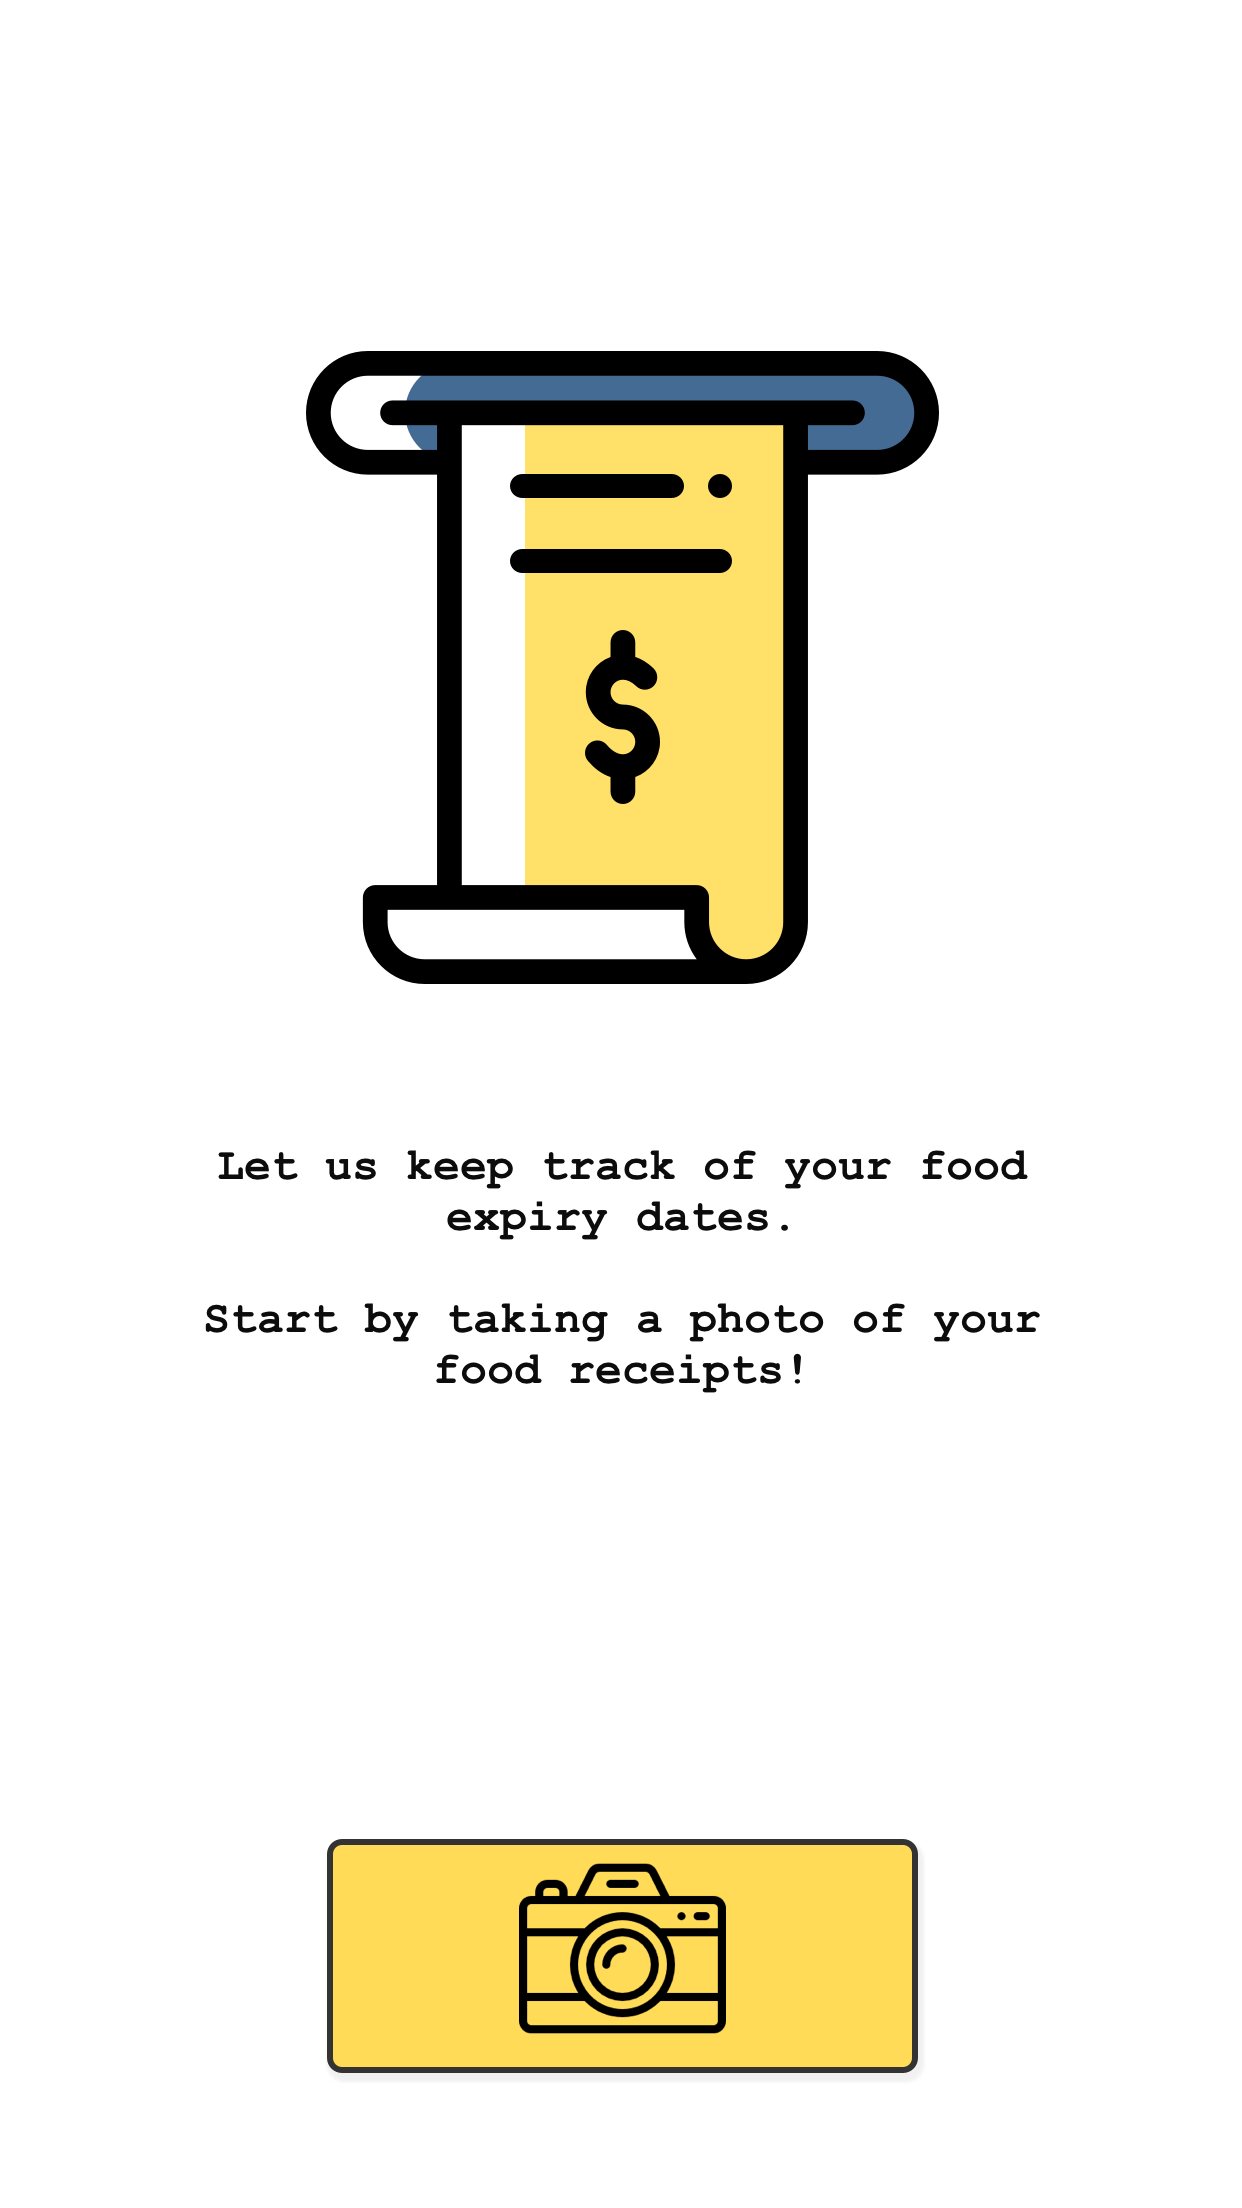 $
Let us keep track of your food
expiry dates.
Start by taking a photo of your
food receipts!